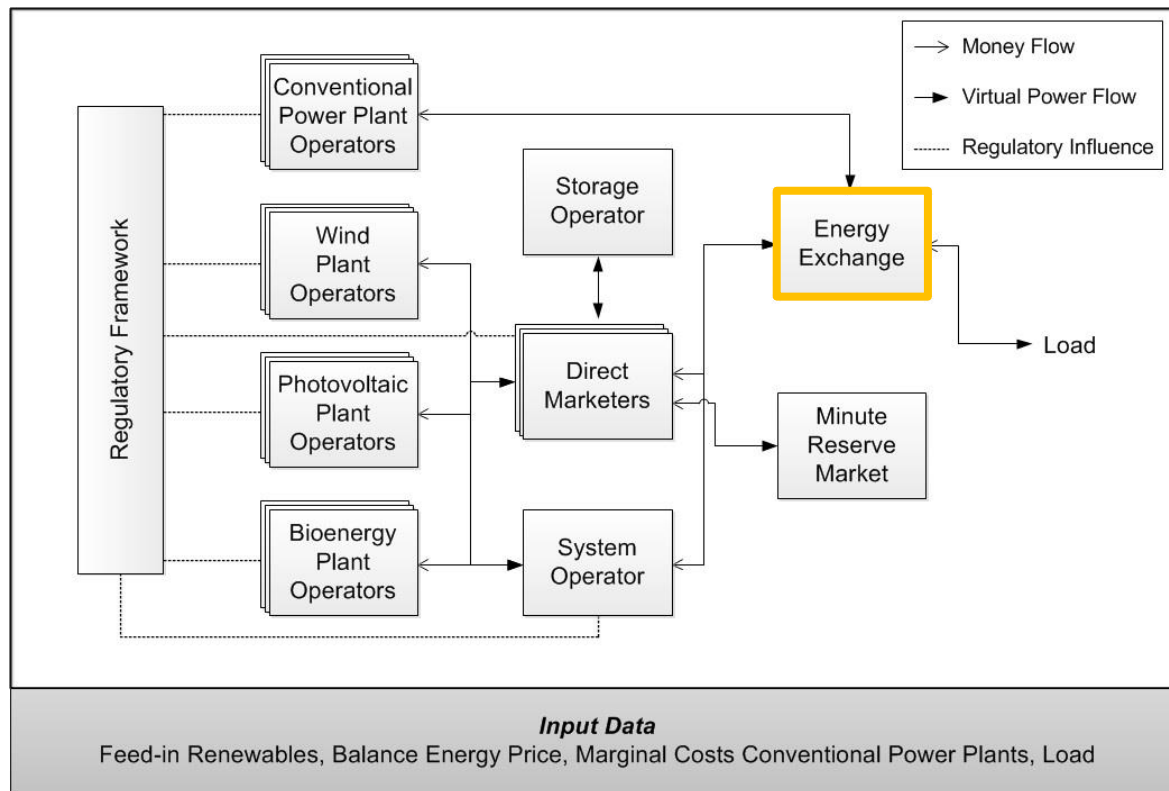 Money Flow
Virtual Power Flow
Regulatory Influence
Regulatory Framework
Conventional
Power Plant
Operators
Wind
Plant
Operators
Photovoltaic
Plant
Operators
Bioenergy
Plant
Operators
Storage
Operator
Direct
Marketers
System
Operator
Energy
Exchange
Minute
Reserve
Market
Load
Input Data
Feed-in Renewables, Balance Energy Price, Marginal Costs Conventional Power Plants, Load